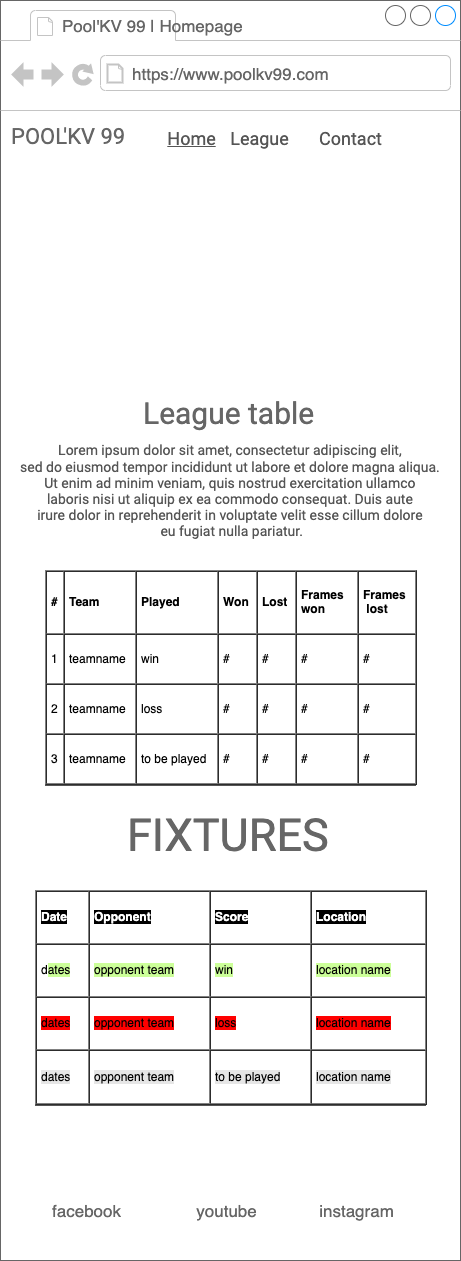 Pool'KV 99 | Homepage
https://www.poolkv99.com
POOL'KV 99 Home League Contact
League table
Lorem ipsum dolor sit amet, consectetur adipiscing elit,
sed do eiusmod tempor incididunt ut labore et dolore magna aliqua.
Ut enim ad minim veniam, quis nostrud exercitation ullamco
laboris nisi ut aliquip ex ea commodo consequat. Duis aute
irure dolor in reprehenderit in voluptate velit esse cillum dolore
eu fugiat nulla pariatur.
# Team Played Won Lost Frames won Frames lost
1 teamname win # # # #
2 teamname loss # # # #
3 teamname to be played # # # #
FIXTURES
Date Opponent Score Location
dates opponent team win location name
dates opponent team loss location name
dates opponent team to be played location name
facebook youtube instagram